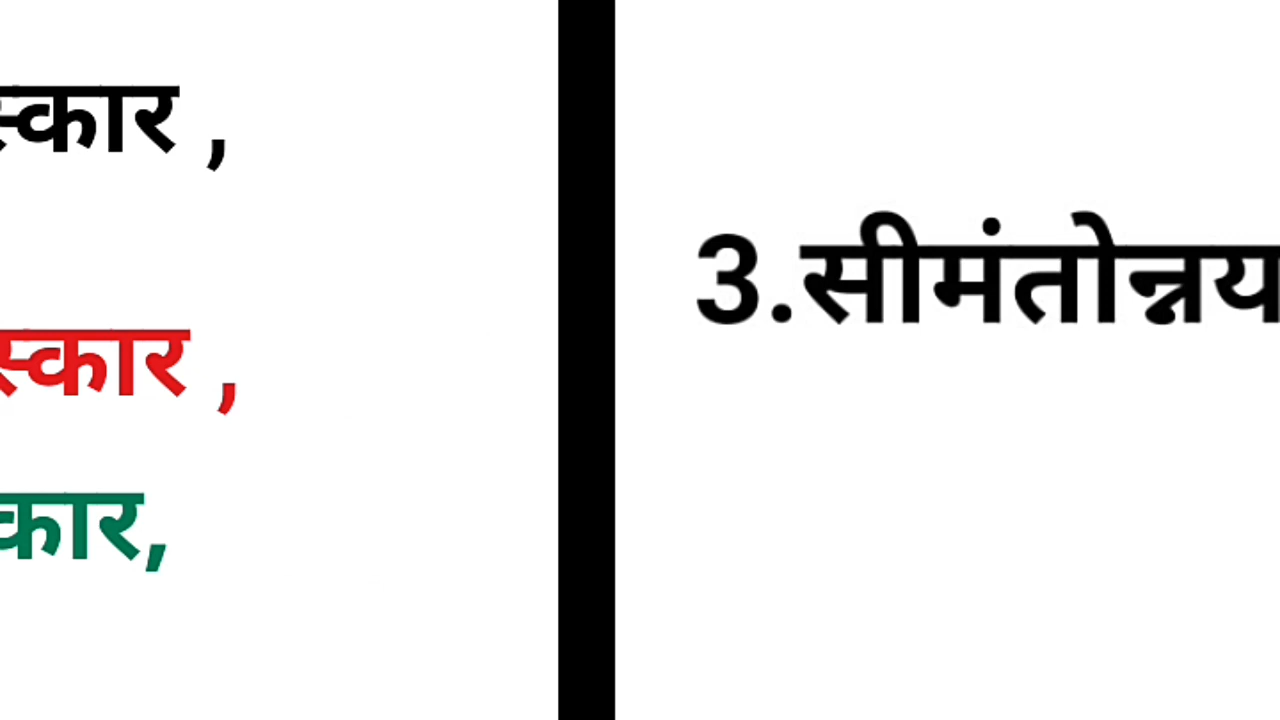 स्कार ,
3.सीमंतोन्नय
स्कार ,
कार,